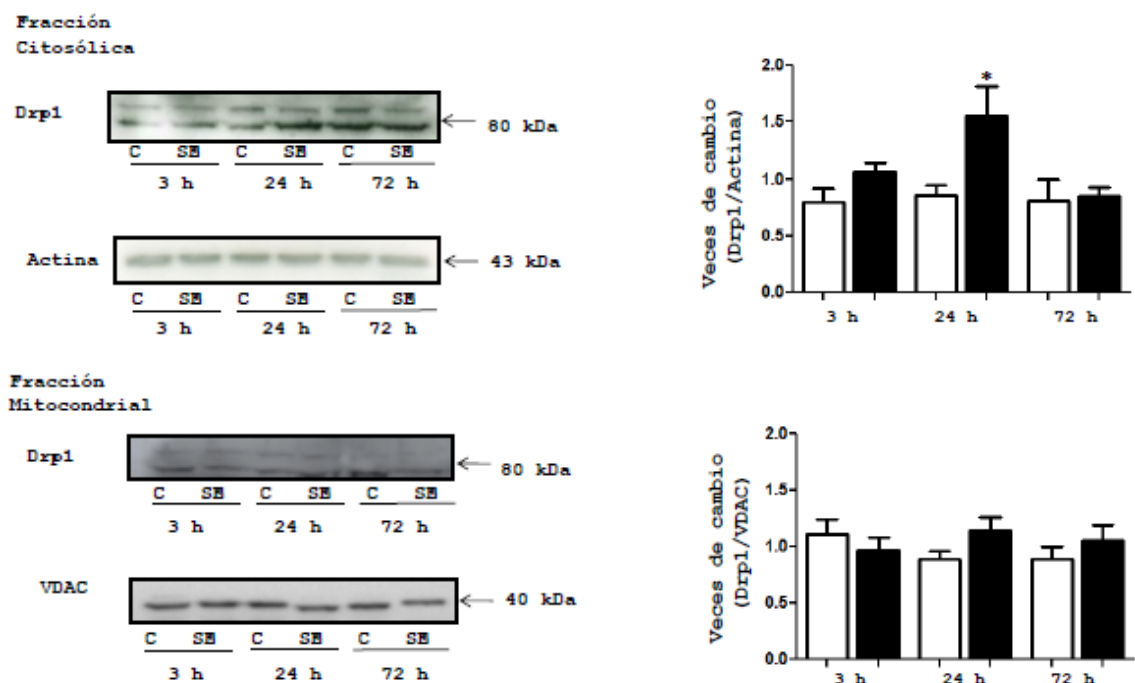 Fracción
Citosólica
Drp1
80 kDa
C SE C SE C SE
3 h 24 h 72 h
Actina
43 kDa
C SE C SE C SE
3 h 24 h 72 h
Veces de cambio
(Drp1/Actina)
2.0
1.5
1.0
0.5
0.0
*
3 h 24 h 72 h
Fracción
Mitocondrial
Drp1
80 kDa
C SE C SE C SE
3 h 24 h 72 h
VDAC
40 kDa
C SE C SE C SE
3 h 24 h 72 h
Veces de cambio
(Drp1/VDAC)
2.0
1.5
1.0
0.5
0.0
3 h 24 h 72 h